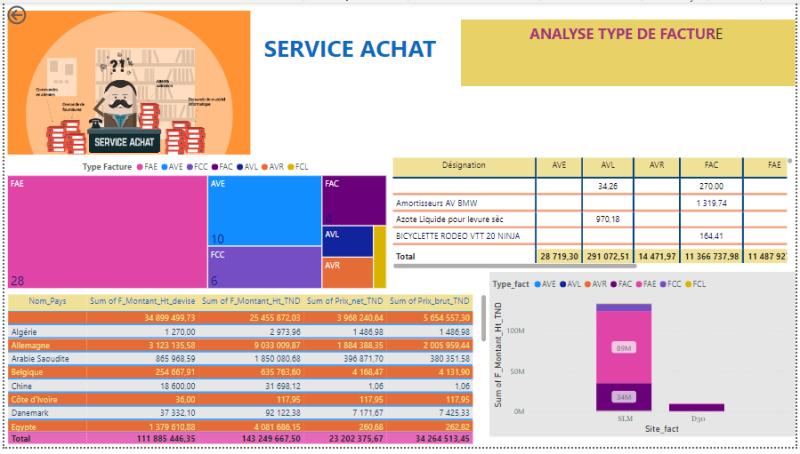 SERVICE ACHAT
ANALYSE TYPE DE FACTURE
?!
SERVICE ACHAT
Type Facture FAE AVE FCC FAC AVL AVR FCL
FAE
28
AVE
10
FCC
6
FAC
AVL
AVR
Désignation AVE AVL AVR FAC FAE
34,26 270,00
Amortisseurs AV BMW 1 319,74
Azote Liquide pour levure séc 970,18
BICYCLETTE RODEO VTT 20 NINJA 164,41
Total 28 719,30 291 072,51 14 471,97 11 366 737,98 11 487 92
Nom_Pays Sum of F_Montant_Ht_devise Sum of F_Montant_Ht_TND Sum of Prix_net_TND Sum of Prix_brut_TND
34 899 499,73 25 455 872,03 3 968 240,64 5 654 557,30
Algérie 1 270,00 2 973,96 1 486,98 1 486,98
Allemagne 3 123 135,58 9 033 009,87 1 884 388,35 2 005 959,44
Arabie Saoudite 865 968,59 1 850 080,68 396 871,70 380 351,58
Belgique 254 667,91 635 763,60 4 168,47 4 131,90
Chine 18 600,00 31 698,12 1,06 1,06
Côte d'Ivoire 36,00 117,95 117,95 117,95
Danemark 37 332,10 92 122,38 7 171,67 7 425,33
Egypte 1 379 610,88 4 081 686,15 260,68 262,82
Total 111 885 446,35 143 249 667,50 23 202 375,67 34 264 513,45
Type_fact AVE AVL AVR FAC FAE FCC FCL
Sum of F_Montant_Ht_TND
100M
50M
0M
89M
34M
SLM D30
Site_fact